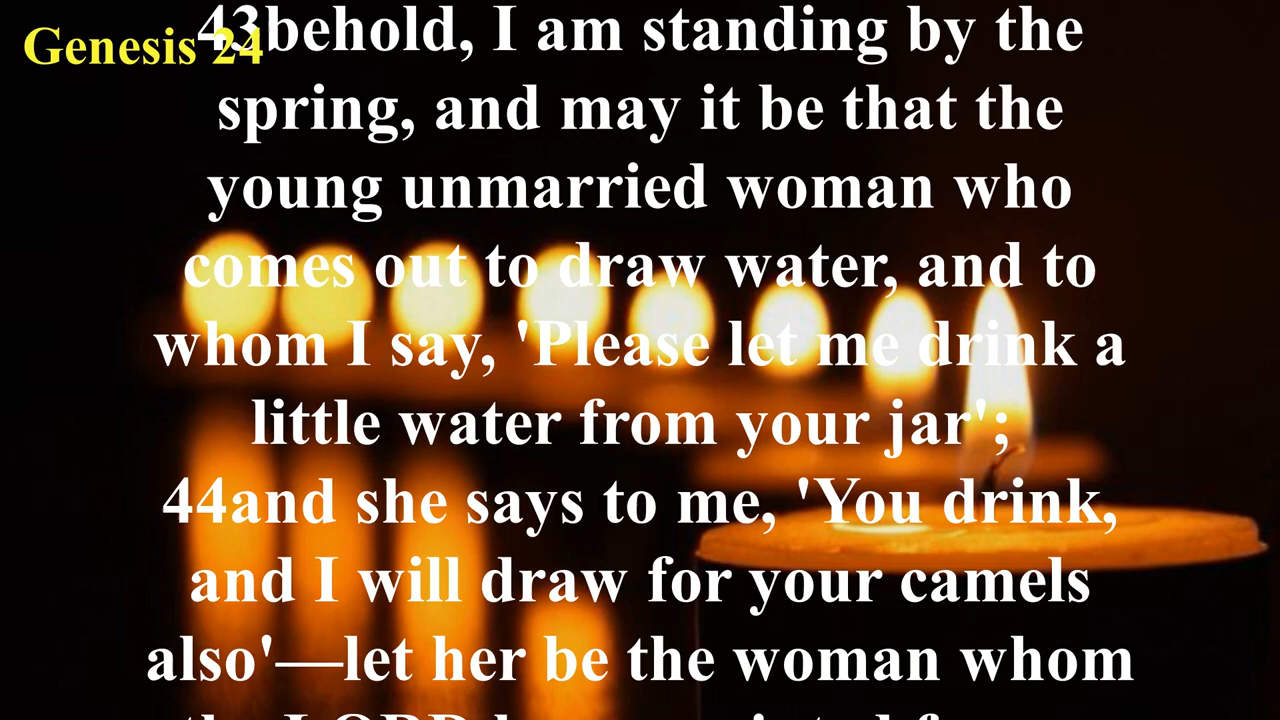 Genesis 24
43behold, I am standing by the
spring, and may it be that the
young unmarried woman who
comes out to draw water, and to
whom I say, 'Please let me drink a
little water from your jar';
44and she says to me, 'You drink,
and I will draw for your camels
also'—let her be the woman whom